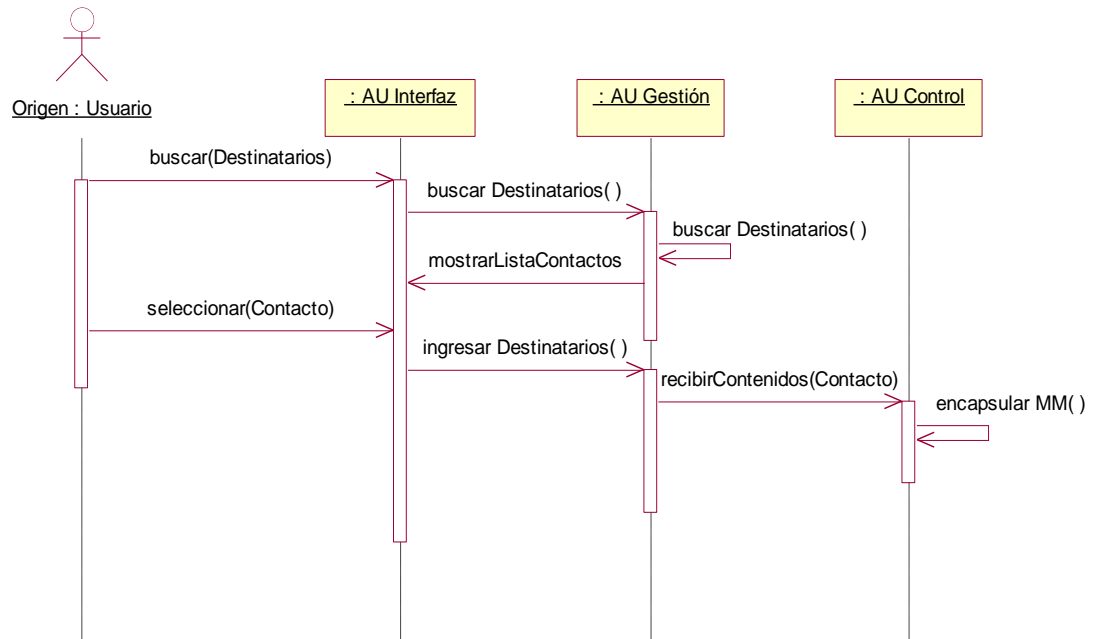 Origen : Usuario
: AU Interfaz
: AU Gestión
: AU Control
buscar(Destinatarios)
buscar Destinatarios( )
buscar Destinatarios( )
mostrarListaContactos
seleccionar(Contacto)
ingresar Destinatarios( )
recibirContenidos(Contacto)
encapsular MM( )